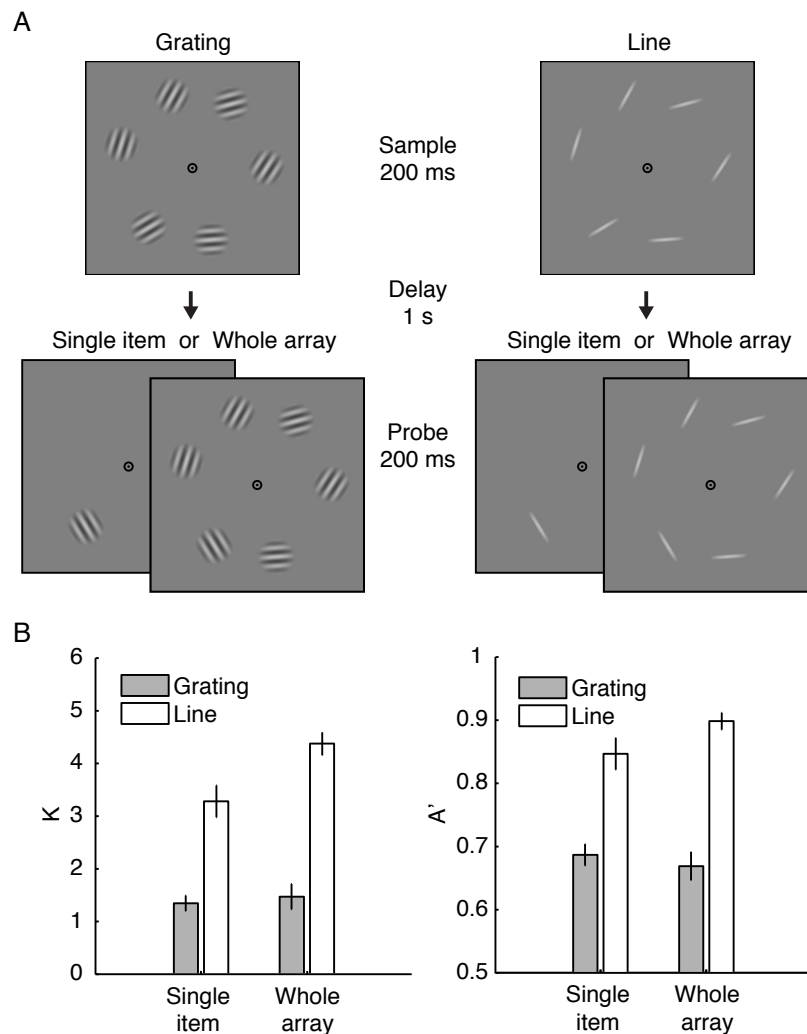 A
Grating
Line
Sample
200 ms
Delay
1 s
Single item or Whole array
Single item or Whole array
Probe
200 ms
B
6
5
4
3
2
1
0
K
Grating
Line
Single
item
Whole
array
1
0.9
0.8
0.7
0.6
0.5
A'
Grating
Line
Single
item
Whole
array